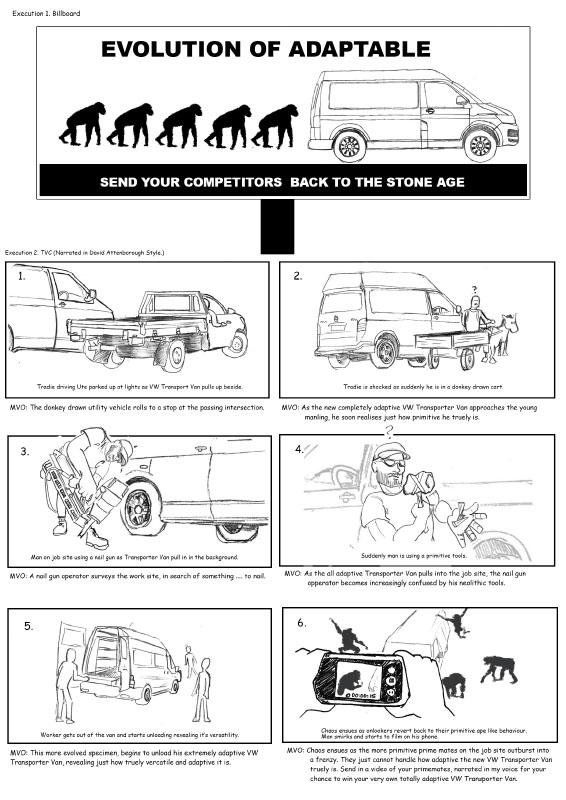 Execution 1. Billboard
EVOLUTION OF ADAPTABLE
SEND YOUR COMPETITORS BACK TO THE STONE AGE
Execution 2. TVC (Narrated in David Attenborough Style.)
1.
Tradie driving Ute parked up at lights as VW Transport Van pulls up beside.
MVO: The donkey drawn utility vehicle rolls to a stop at the passing intersection.
2.
?
Tradie is shocked as suddenly he is in a donkey drawn cart.
MVO: As the new completely adaptive VW Transporter Van approaches the young
manling, he soon realises just how primitive he truely is.
3.
Man on job site using a nail gun as Transporter Van pull in in the background.
MVO: A nail gun operator surveys the work site, in search of something .... to nail.
4.
?
Suddenly man is using a primitive tools.
MVO: As the all adaptive Transporter Van pulls into the job site, the nail gun
opperator becomes increasingly confused by his nealithic tools.
5.
Worker gets out of the van and starts unloading revealing it's versatility.
MVO: This more evolved specimen, begins to unload his extremely adaptive VW
Transporter Van, revealing just how truely vercatile and adaptive it is.
6.
00:00:15
Chaos ensues as onlookers revert back to their primitive ape like behaviour.
Man smirks and starts to film on his phone.
MVO: Chaos ensues as the more primitive prime mates on the job site outburst into
a frenzy. They just cannot handle how adaptive the new VW Transporter Van
truely is. Send in a video of your primemates, narrated in my voice for your
chance to win your very own totally adaptive VW Transporter Van.